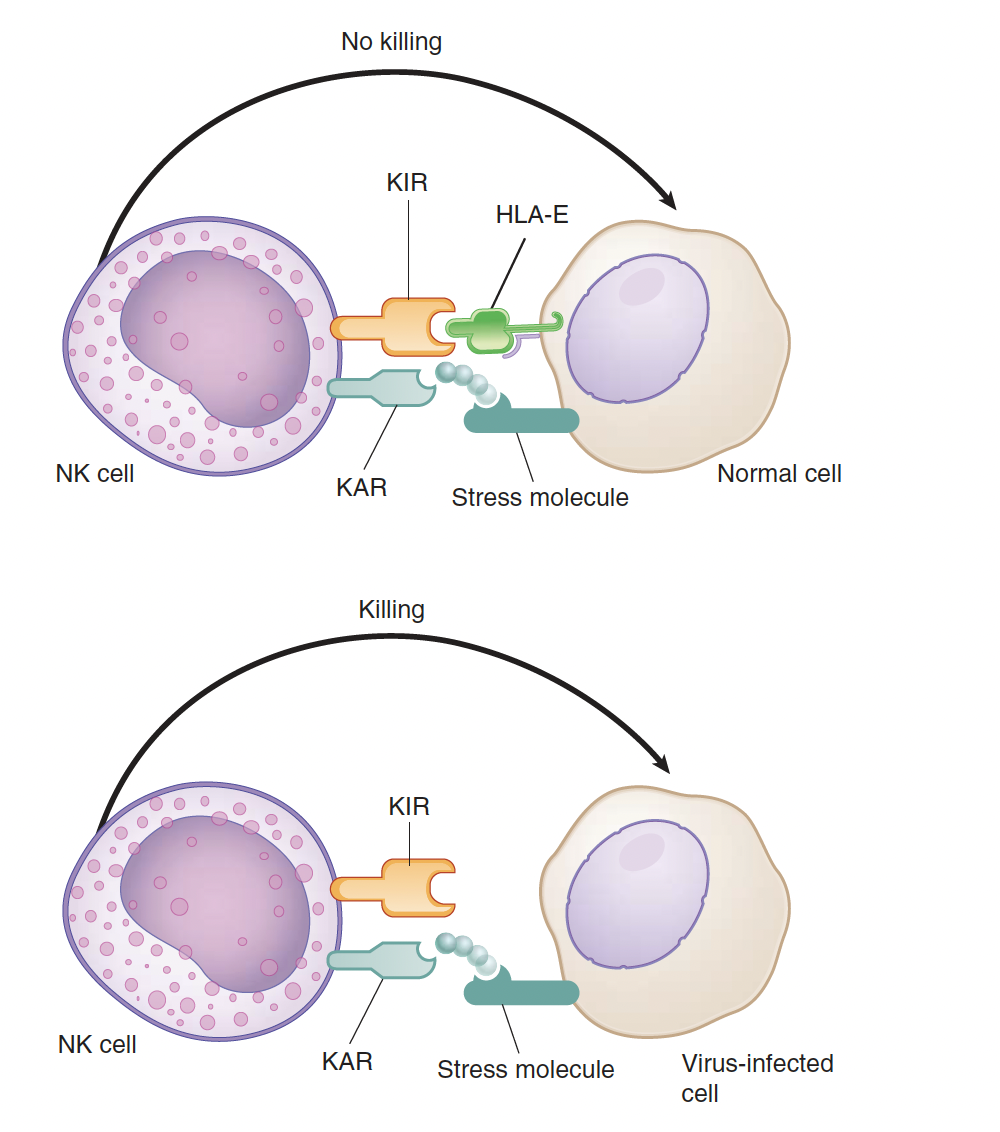 No killing
KIR
HLA-E
NK cell
KAR
Stress molecule
Normal cell
Killing
KIR
NK cell
KAR
Stress molecule
Virus-infected
cell